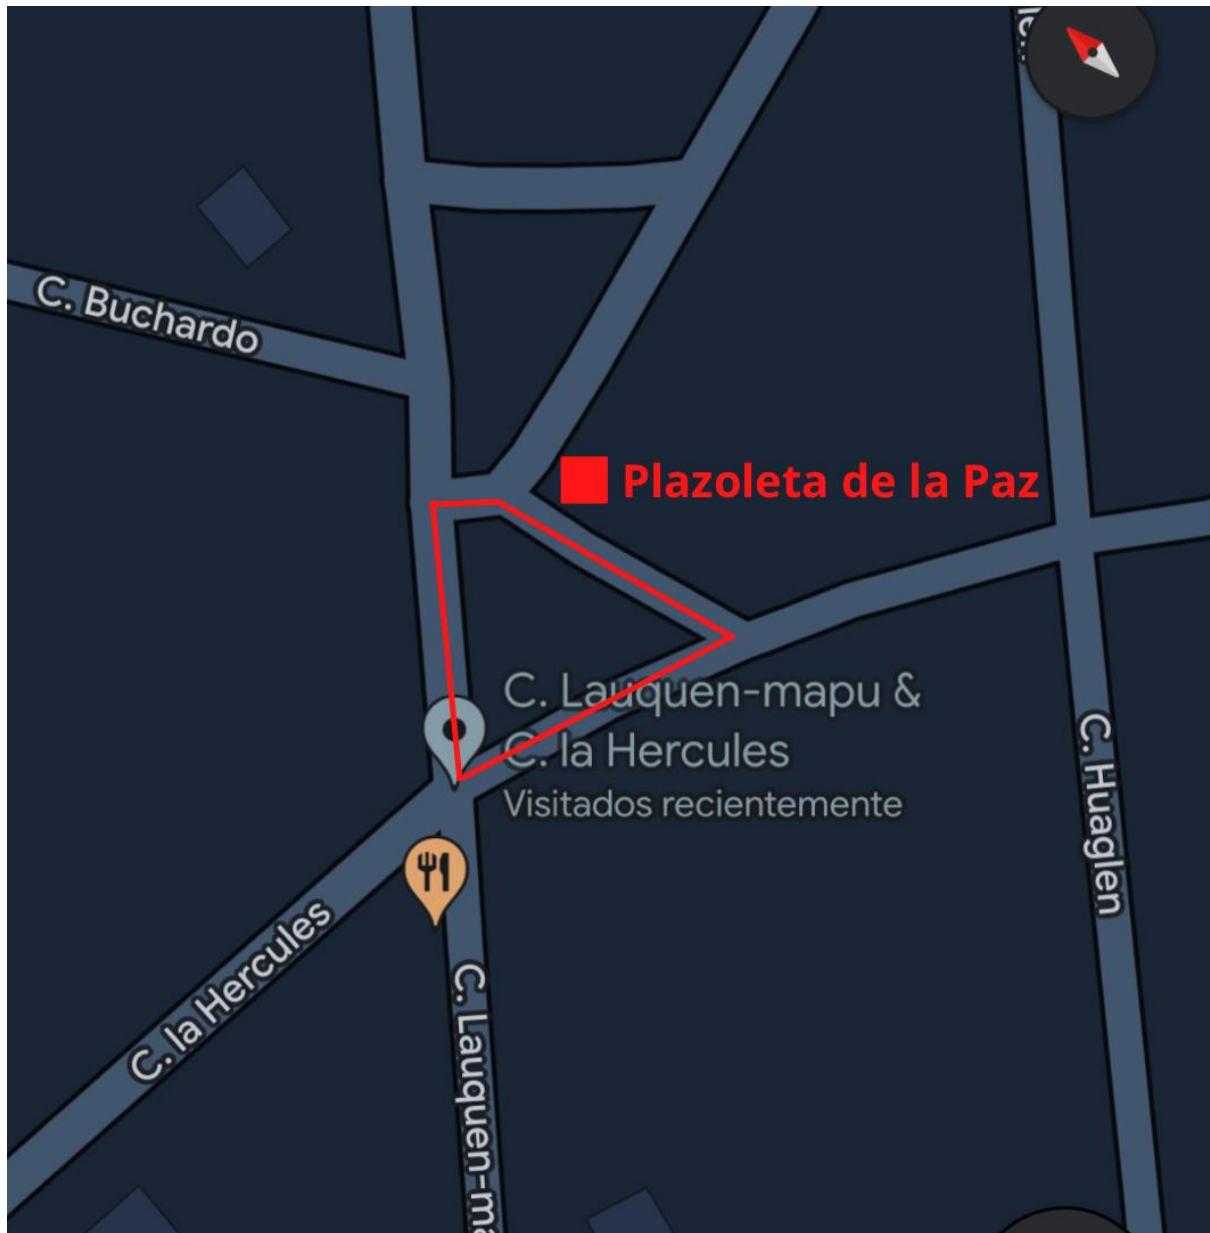 C. Buchardo
Plazoleta de la Paz
C. Lauquen-mapu &
C. la Hercules
Visitados recientemente
C. Huaglen
C. la Hercules
C. Lauquen-ma